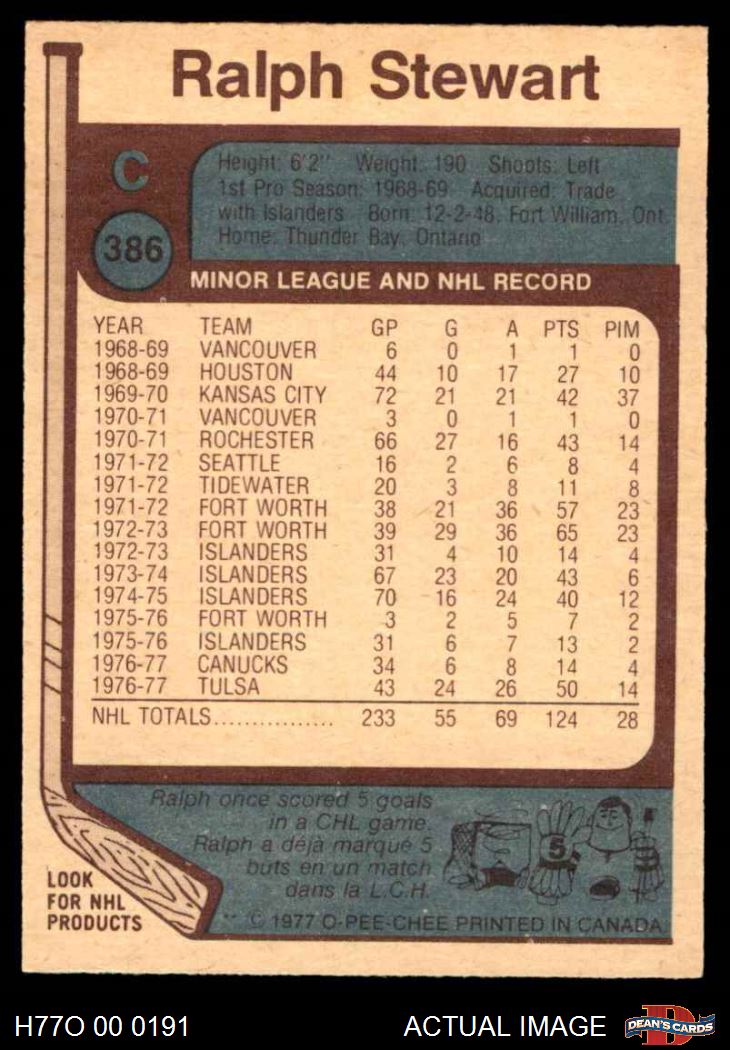 Ralph Stewart
C
386
Height: 6'2" Weight: 190 Shoots: Left
1st Pro Season: 1968-69 Acquired: Trade
with Islanders Born: 12-2-48, Fort William, Ont.
Home: Thunder Bay, Ontario
MINOR LEAGUE AND NHL RECORD
YEAR TEAM GP G A PTS PIM
1968-69 VANCOUVER 6 0 1 1 0
1968-69 HOUSTON 44 10 17 27 10
1969-70 KANSAS CITY 72 21 21 42 37
1970-71 VANCOUVER 3 0 1 1 0
1970-71 ROCHESTER 66 27 16 43 14
1971-72 SEATTLE 16 2 6 8 4
1971-72 TIDEWATER 20 3 8 11 8
1971-72 FORT WORTH 38 21 36 57 23
1972-73 FORT WORTH 39 29 36 65 23
1972-73 ISLANDERS 31 4 10 14 4
1973-74 ISLANDERS 67 23 20 43 6
1974-75 ISLANDERS 70 16 24 40 12
1975-76 FORT WORTH 3 2 5 7 2
1975-76 ISLANDERS 31 6 7 13 2
1976-77 CANUCKS 34 6 8 14 4
1976-77 TULSA 43 24 26 50 14
NHL TOTALS................ 233 55 69 124 28
Ralph once scored 5 goals
in a CHL game.
Ralph a déjà marqué 5
buts en un match
dans la L.C.H.
5
LOOK
FOR NHL
PRODUCTS
** © 1977 O-PEE-CHEE PRINTED IN CANADA
H77O 00 0191
ACTUAL IMAGE
D
DEAN'S CARDS